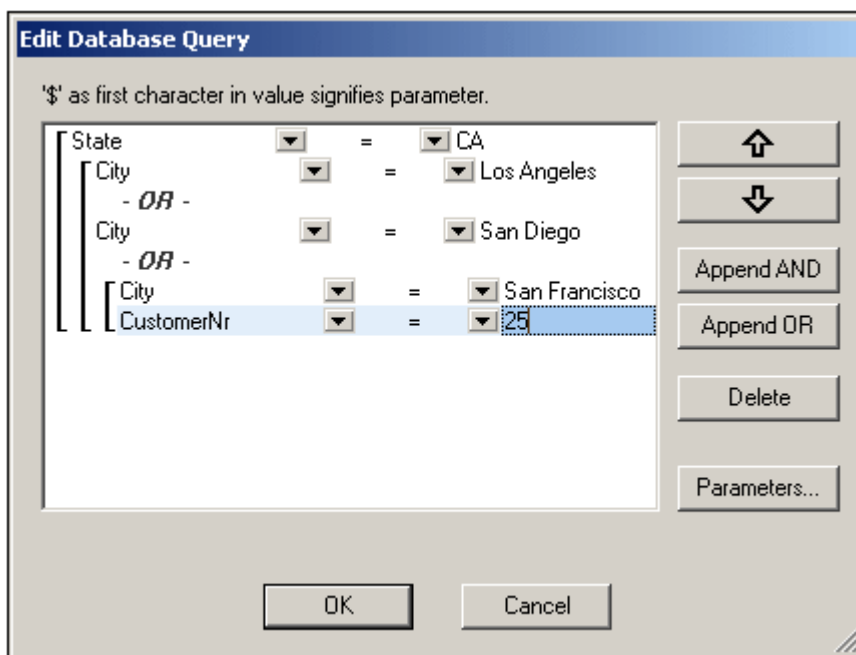 Edit Database Query
'$' as first character in value signifies parameter.
State = CA
City = Los Angeles
- OR -
City = San Diego
- OR -
City = San Francisco
CustomerNr = 25
Append AND
Append OR
Delete
Parameters...
OK Cancel